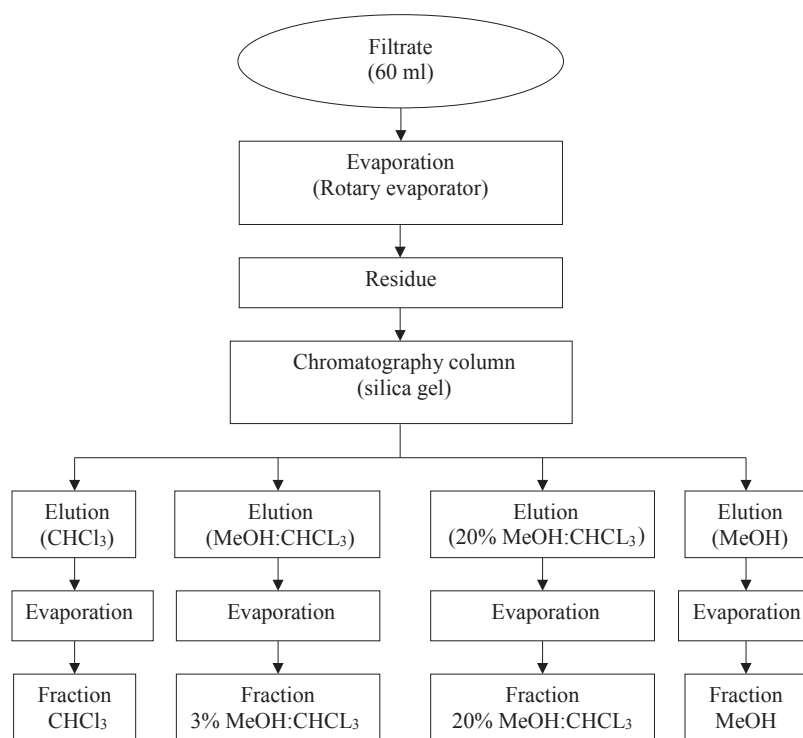 Filtrate
(60 ml)
Evaporation
(Rotary evaporator)
Residue
Chromatography column
(silica gel)
Elution
(CHCl₃)
Elution
(MeOH:CHCL₃)
Elution
(20% MeOH:CHCL₃)
Elution
(MeOH)
Evaporation
Evaporation
Evaporation
Evaporation
Fraction
CHCl₃
Fraction
3% MeOH:CHCL₃
Fraction
20% MeOH:CHCL₃
Fraction
MeOH